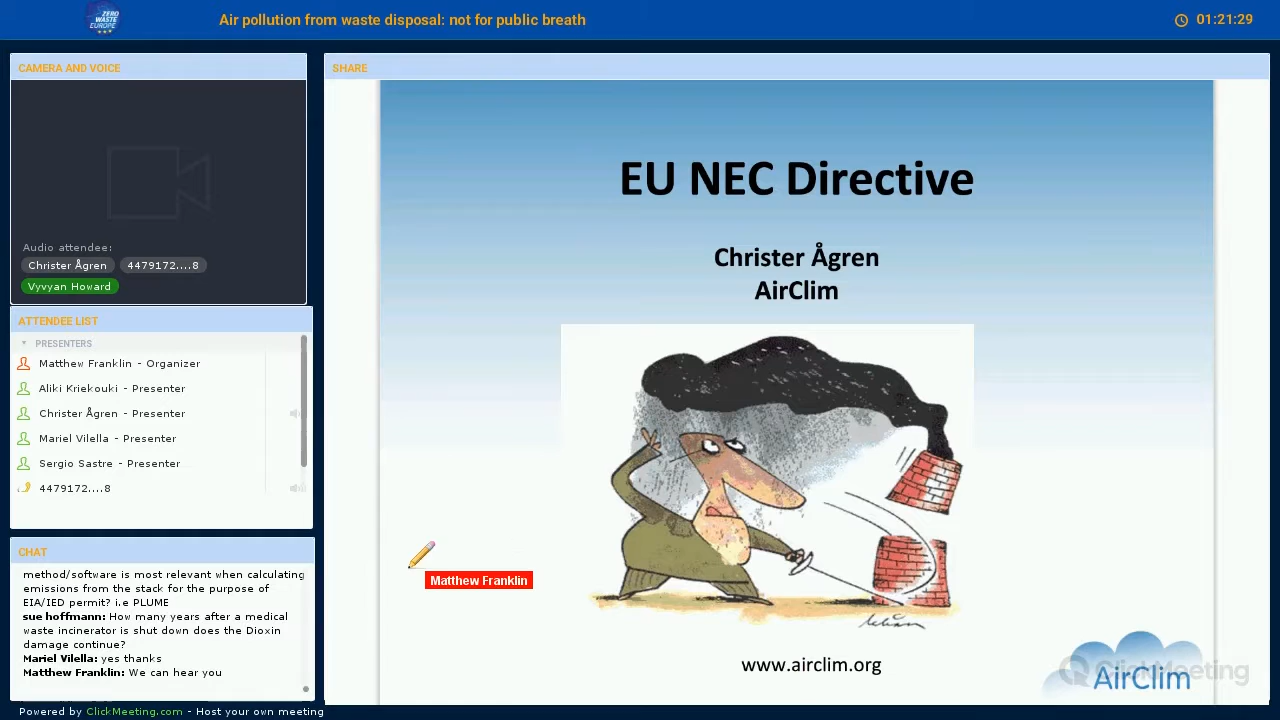 ZERO WASTE EUROPE
Air pollution from waste disposal: not for public breath
01:21:29
CAMERA AND VOICE
Audio attendee:
Christer Ågren
4479172....8
Vyvyan Howard
ATTENDEE LIST
PRESENTERS
Matthew Franklin - Organizer
Aliki Kriekouki - Presenter
Christer Ågren - Presenter
Mariel Vilella - Presenter
Sergio Sastre - Presenter
4479172....8
CHAT
method/software is most relevant when calculating
emissions from the stack for the purpose of
EIA/IED permit? i.e PLUME
sue hoffmann: How many years after a medical
waste incinerator is shut down does the Dioxin
damage continue?
Mariel Vilella: yes thanks
Matthew Franklin: We can hear you
Powered by ClickMeeting.com - Host your own meeting
SHARE
EU NEC Directive
Christer Ågren
AirClim
Matthew Franklin
www.airclim.org
AirClim
ClickMeeting